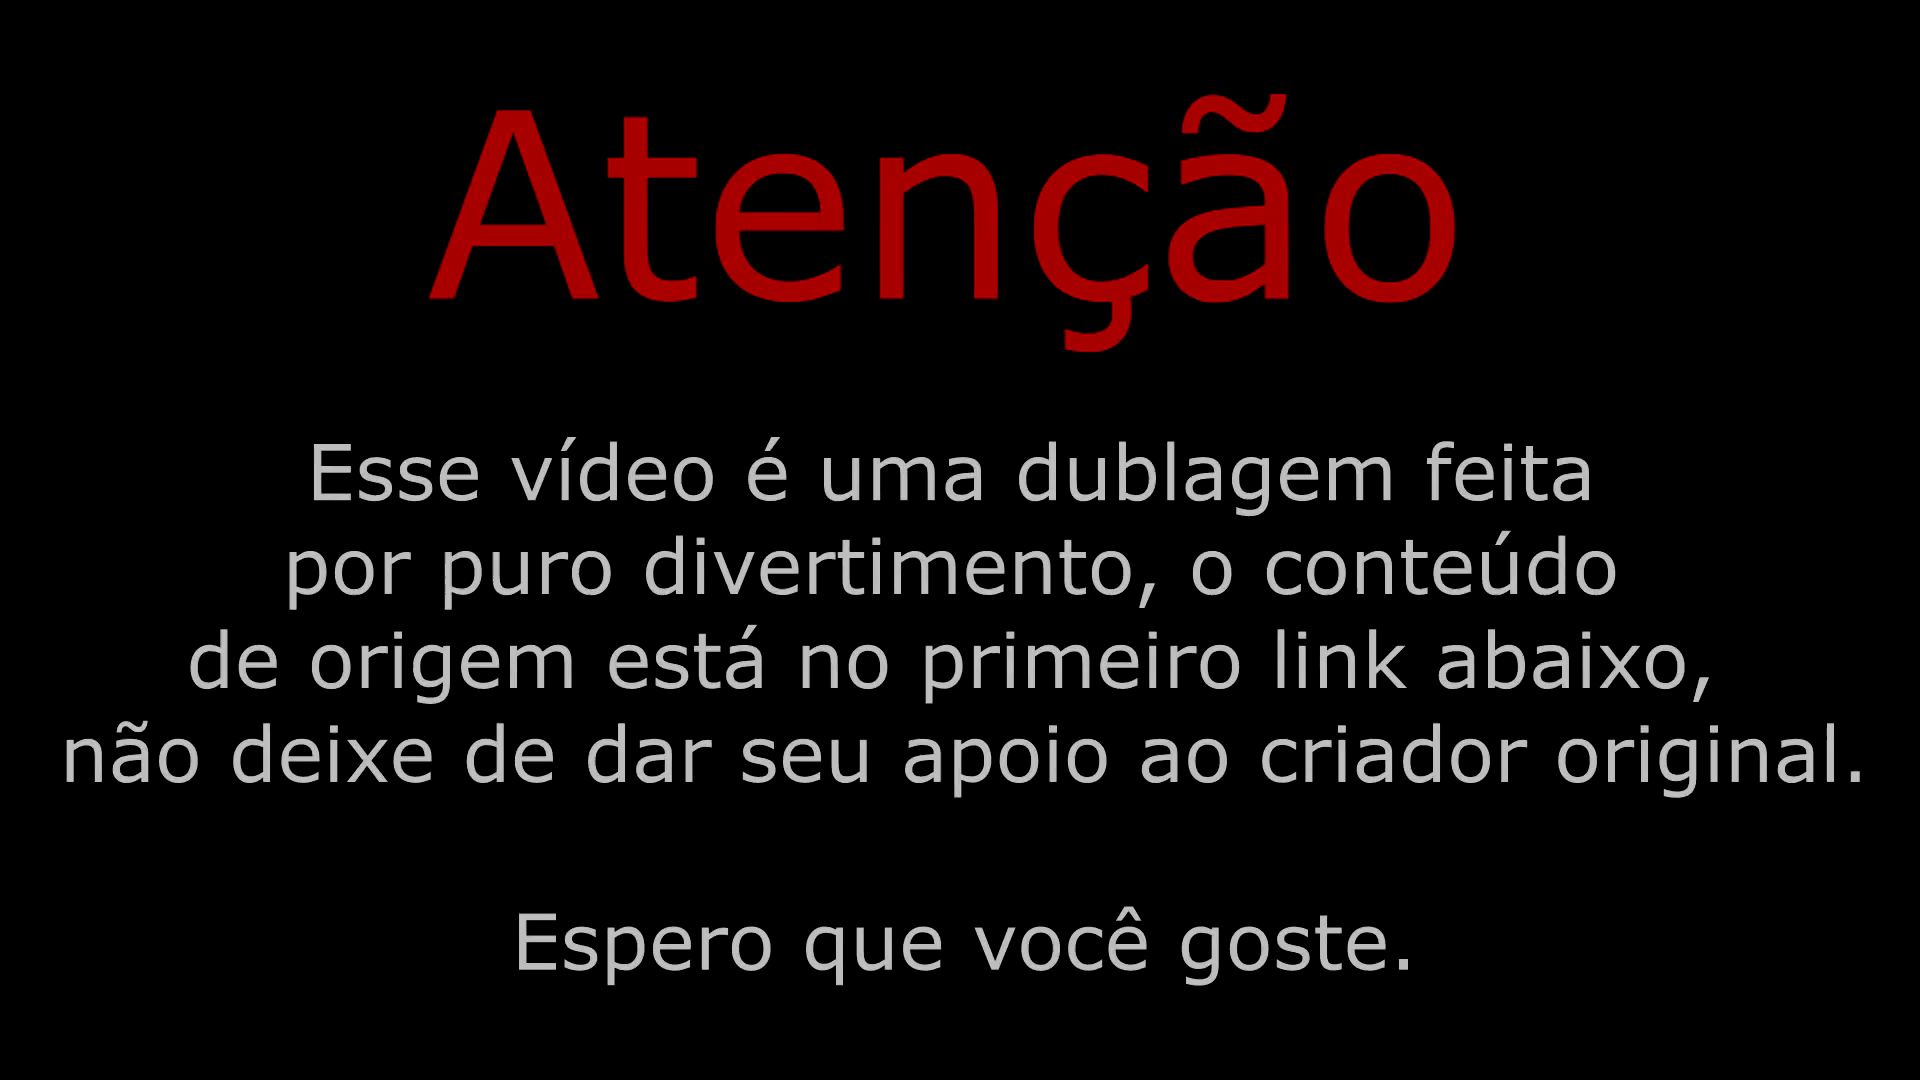 Atenção
Esse vídeo é uma dublagem feita
por puro divertimento, o conteúdo
de origem está no primeiro link abaixo,
não deixe de dar seu apoio ao criador original.
Espero que você goste.